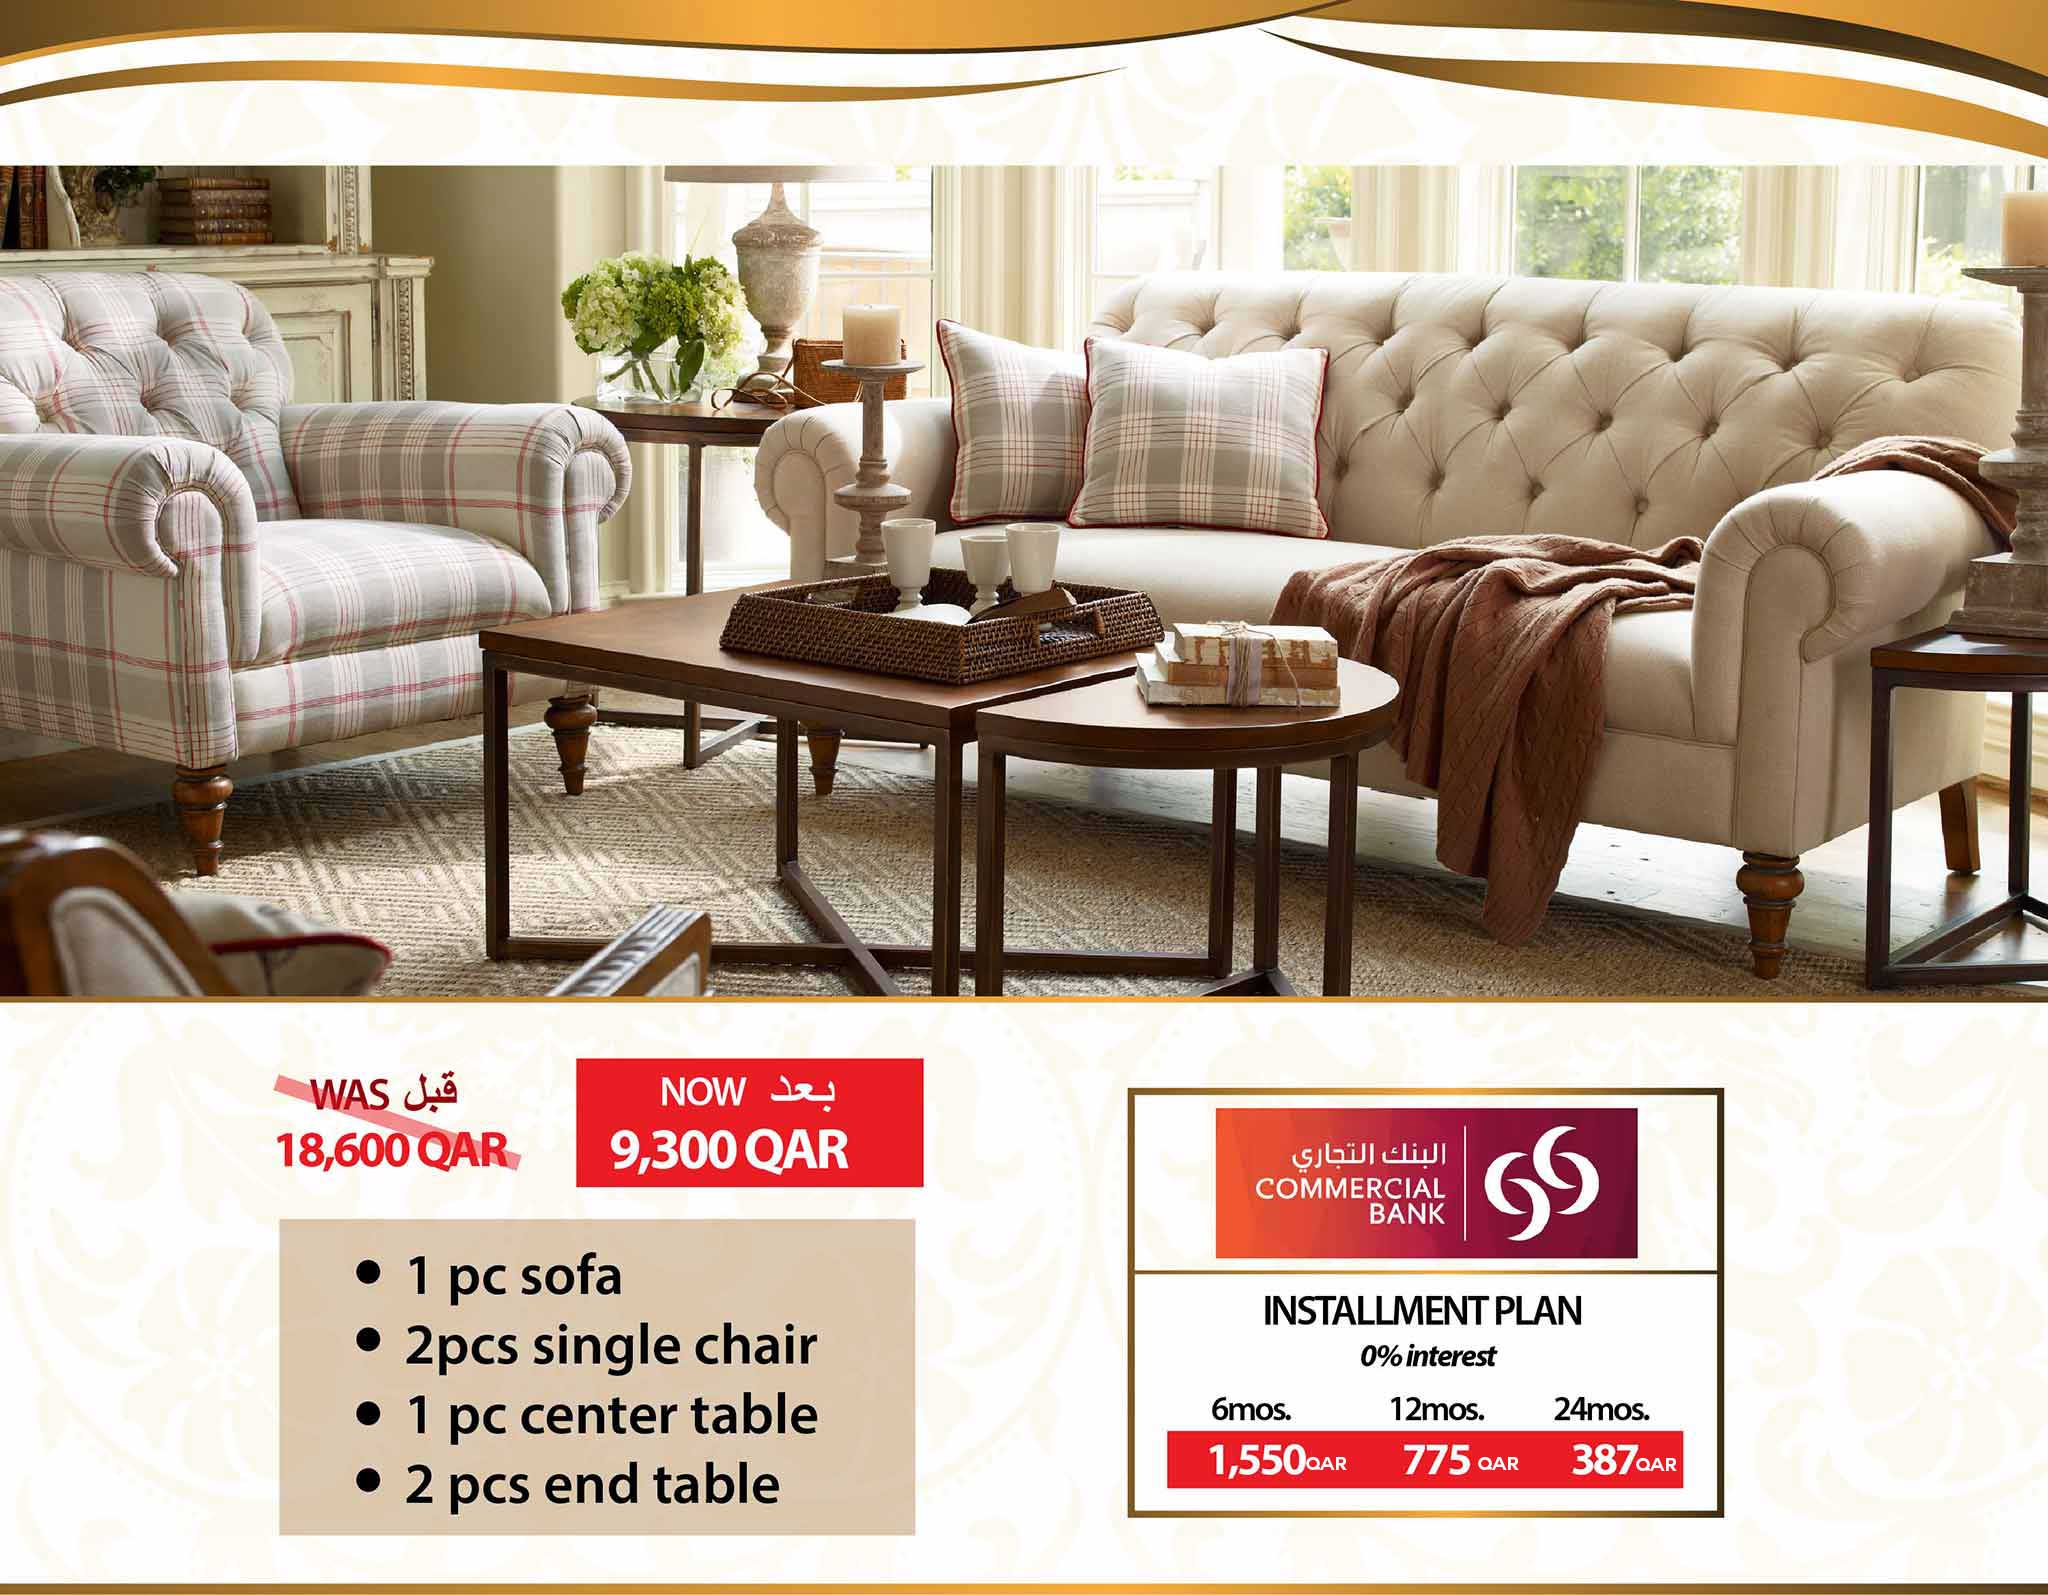 WAS قبل
18,600 QAR
NOW بعد
9,300 QAR
• 1 pc sofa
• 2pcs single chair
• 1 pc center table
• 2 pcs end table
البنك التجاري
COMMERCIAL
BANK
INSTALLMENT PLAN
0% interest
6mos. 12mos. 24mos.
1,550QAR 775 QAR 387QAR